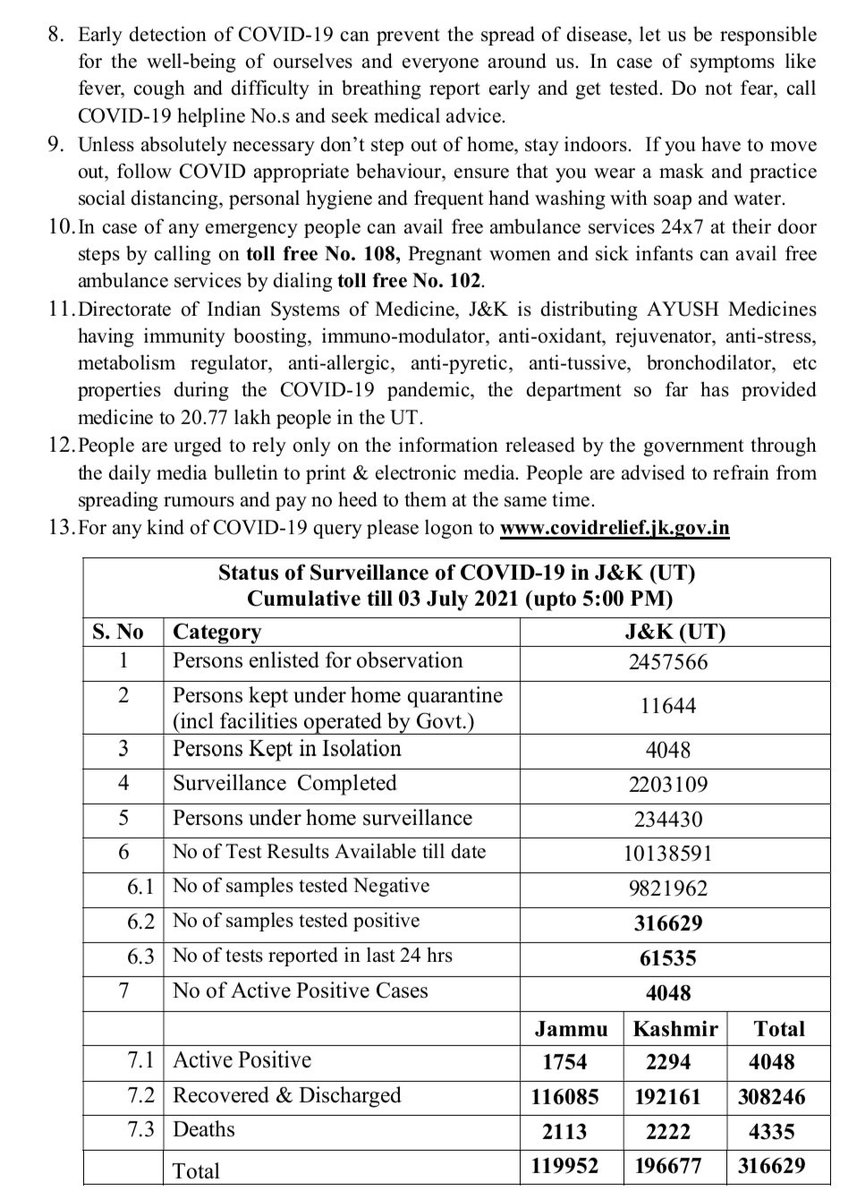 8. Early detection of COVID-19 can prevent the spread of disease, let us be responsible
for the well-being of ourselves and everyone around us. In case of symptoms like
fever, cough and difficulty in breathing report early and get tested. Do not fear, call
COVID-19 helpline No.s and seek medical advice.
9. Unless absolutely necessary don’t step out of home, stay indoors. If you have to move
out, follow COVID appropriate behaviour, ensure that you wear a mask and practice
social distancing, personal hygiene and frequent hand washing with soap and water.
10. In case of any emergency people can avail free ambulance services 24x7 at their door
steps by calling on toll free No. 108, Pregnant women and sick infants can avail free
ambulance services by dialing toll free No. 102.
11. Directorate of Indian Systems of Medicine, J&K is distributing AYUSH Medicines
having immunity boosting, immuno-modulator, anti-oxidant, rejuvenator, anti-stress,
metabolism regulator, anti-allergic, anti-pyretic, anti-tussive, bronchodilator, etc
properties during the COVID-19 pandemic, the department so far has provided
medicine to 20.77 lakh people in the UT.
12. People are urged to rely only on the information released by the government through
the daily media bulletin to print & electronic media. People are advised to refrain from
spreading rumours and pay no heed to them at the same time.
13. For any kind of COVID-19 query please logon to www.covidrelief.jk.gov.in
Status of Surveillance of COVID-19 in J&K (UT)
Cumulative till 03 July 2021 (upto 5:00 PM)
S. No Category J&K (UT)
1 Persons enlisted for observation 2457566
2 Persons kept under home quarantine
(incl facilities operated by Govt.) 11644
3 Persons Kept in Isolation 4048
4 Surveillance Completed 2203109
5 Persons under home surveillance 234430
6 No of Test Results Available till date 10138591
6.1 No of samples tested Negative 9821962
6.2 No of samples tested positive 316629
6.3 No of tests reported in last 24 hrs 61535
7 No of Active Positive Cases 4048
Jammu Kashmir Total
7.1 Active Positive 1754 2294 4048
7.2 Recovered & Discharged 116085 192161 308246
7.3 Deaths 2113 2222 4335
Total 119952 196677 316629